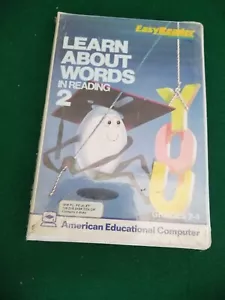 EasyReader
LEARN
ABOUT
WORDS
IN READING
2
YOU
American Educational Computer